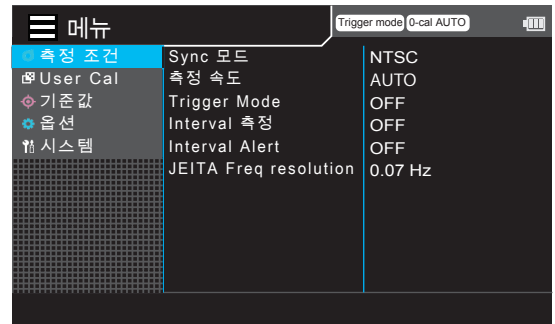 메뉴
Trigger mode 0-cal AUTO
측정 조건
User Cal
기준값
옵션
시스템
Sync 모드 NTSC
측정 속도 AUTO
Trigger Mode OFF
Interval 측정 OFF
Interval Alert OFF
JEITA Freq resolution 0.07 Hz